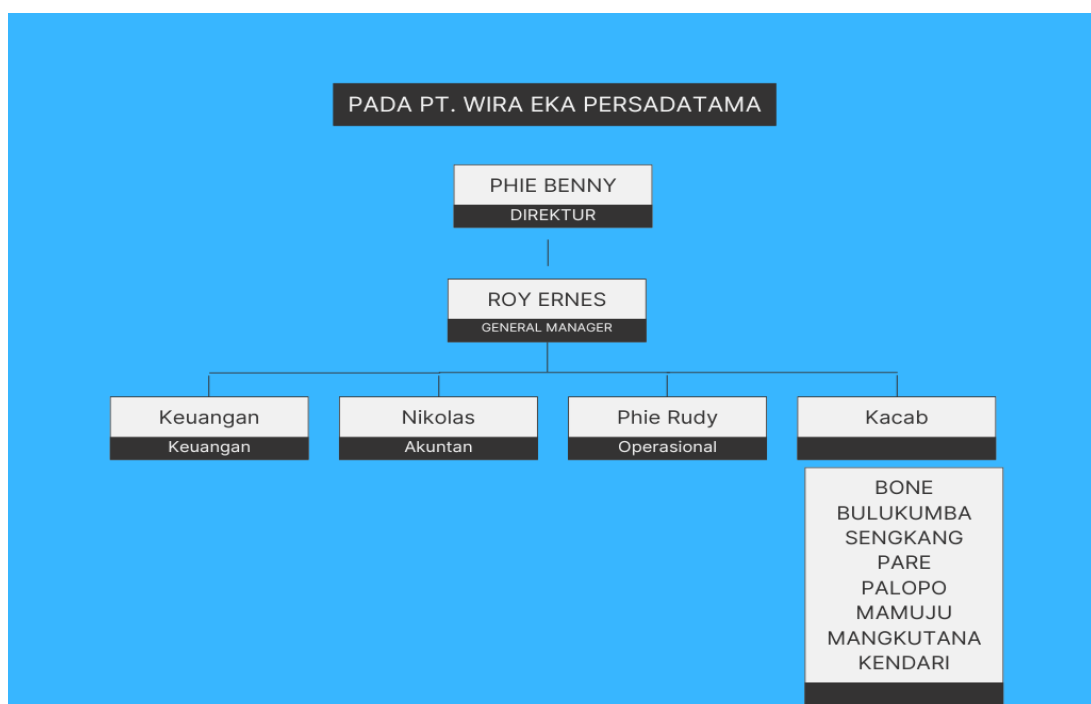 PADA PT. WIRA EKA PERSADATAMA
PHIE BENNY
DIREKTUR
ROY ERNES
GENERAL MANAGER
Keuangan
Keuangan
Nikolas
Akuntan
Phie Rudy
Operasional
Kacab
BONE
BULUKUMBA
SENGKANG
PARE
PALOPO
MAMUJU
MANGKUTANA
KENDARI